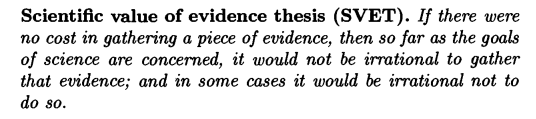 Scientific value of evidence thesis (SVET). If there were
no cost in gathering a piece of evidence, then so far as the goals
of science are concerned, it would not be irrational to gather
that evidence; and in some cases it would be irrational not to
do so.